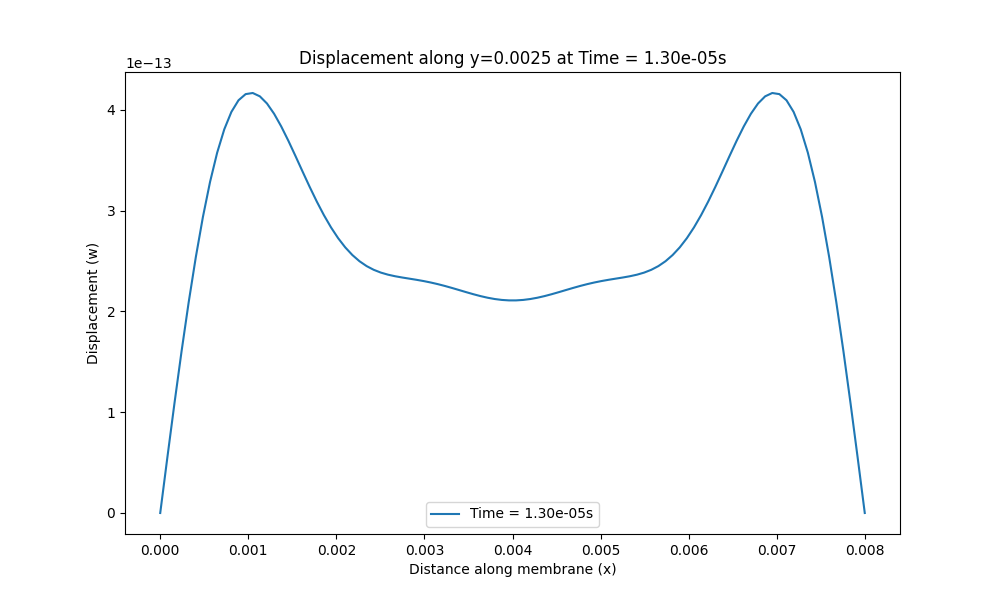 Displacement along y=0.0025 at Time = 1.30e-05s
1e−13
4
3
2
1
0
Displacement (w)
Time = 1.30e-05s
0.000 0.001 0.002 0.003 0.004 0.005 0.006 0.007 0.008
Distance along membrane (x)